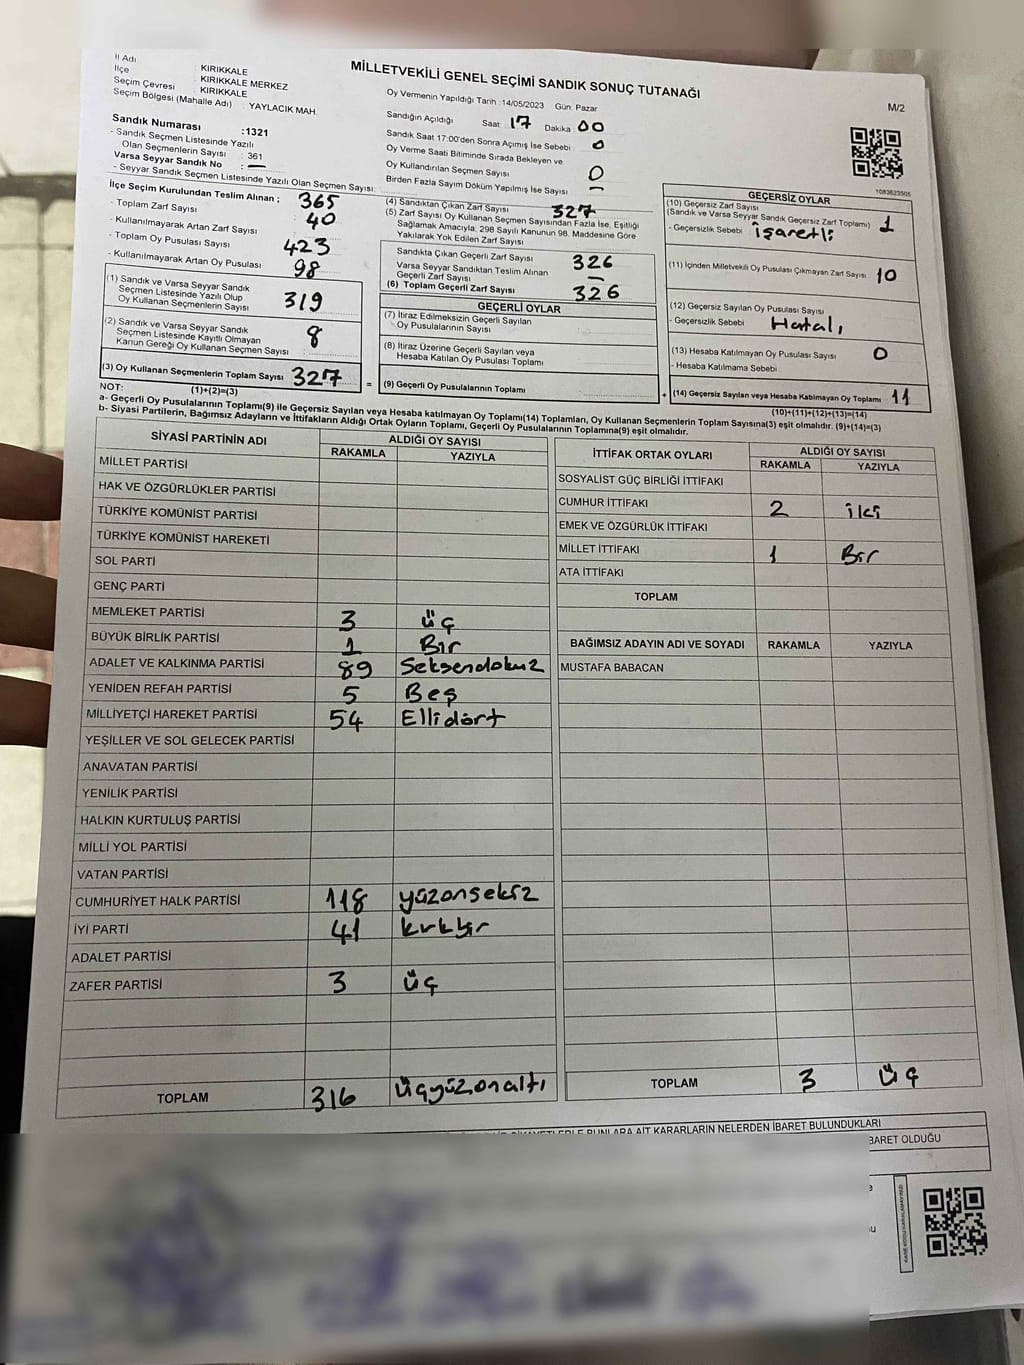 MİLLETVEKİLİ GENEL SEÇİMİ SANDIK SONUÇ TUTANAĞI
M/2
İl Adı KIRIKKALE
İlçe : KIRIKKALE MERKEZ
Seçim Çevresi : KIRIKKALE
Seçim Bölgesi (Mahalle Adı) : YAYLACIK MAH.
Sandık Numarası :1321
- Sandık Seçmen Listesinde Yazılı
Olan Seçmenlerin Sayısı : 361
Varsa Seyyar Sandık No : —
- Seyyar Sandık Seçmen Listesinde Yazılı Olan Seçmen Sayısı:
Oy Vermenin Yapıldığı Tarih :14/05/2023 Gün: Pazar
Sandığın Açıldığı Saat 17 Dakika 00
Sandık Saat 17:00'den Sonra Açımış İse Sebebi : 0
Oy Verme Saati Bitiminde Sırada Bekleyen ve
Oy Kullandırılan Seçmen Sayısı 0
Birden Fazla Sayım Döküm Yapılmış İse Sayısı —
1083623505
İlçe Seçim Kurulundan Teslim Alınan ; 365
- Toplam Zarf Sayısı
- Kullanılmayarak Artan Zarf Sayısı 40
- Toplam Oy Pusulası Sayısı 423
- Kullanılmayarak Artan Oy Pusulası 98
(1) Sandık ve Varsa Seyyar Sandık
Seçmen Listesinde Yazılı Olup
Oy Kullanan Seçmenlerin Sayısı 319
(2) Sandık ve Varsa Seyyar Sandık
Seçmen Listesinde Kayıtlı Olmayan
Kanun Gereği Oy Kullanan Seçmen Sayısı : 8
(3) Oy Kullanan Seçmenlerin Toplam Sayısı 327
(1)+(2)=(3)
(4) Sandıktan Çıkan Zarf Sayısı 327
(5) Zarf Sayısı Oy Kullanan Seçmen Sayısından Fazla İse, Eşitliği
Sağlamak Amacıyla, 298 Sayılı Kanunun 98. Maddesine Göre
Yakılarak Yok Edilen Zarf Sayısı
Sandıkta Çıkan Geçerli Zarf Sayısı 326
Varsa Seyyar Sandıktan Teslim Alınan
Geçerli Zarf Sayısı —
(6) Toplam Geçerli Zarf Sayısı 326
GEÇERLİ OYLAR
(7) İtiraz Edilmeksizin Geçerli Sayılan
Oy Pusulalarının Sayısı :
(8) İtiraz Üzerine Geçerli Sayılan veya
Hesaba Katılan Oy Pusulası Toplamı
= (9) Geçerli Oy Pusulalarının Toplamı
GEÇERSİZ OYLAR
(10) Geçersiz Zarf Sayısı
(Sandık ve Varsa Seyyar Sandık Geçersiz Zarf Toplamı) 1
- Geçersizlik Sebebi : işaretli
(11) İçinden Milletvekili Oy Pusulası Çıkmayan Zarf Sayısı 10
(12) Geçersiz Sayılan Oy Pusulası Sayısı
- Geçersizlik Sebebi Hatalı
(13) Hesaba Katılmayan Oy Pusulası Sayısı 0
- Hesaba Katılmama Sebebi
+ (14) Geçersiz Sayılan veya Hesaba Katılmayan Oy Toplamı 11
(10)+(11)+(12)+(13)=(14)
NOT:
a- Geçerli Oy Pusulalarının Toplamı(9) ile Geçersiz Sayılan veya Hesaba katılmayan Oy Toplamı(14) Toplamları, Oy Kullanan Seçmenlerin Toplam Sayısına(3) eşit olmalıdır. (9)+(14)=(3)
b- Siyasi Partilerin, Bağımsız Adayların ve İttifakların Aldığı Ortak Oyların Toplamı, Geçerli Oy Pusulalarının Toplamına(9) eşit olmalıdır.
SİYASİ PARTİNİN ADI ALDIĞI OY SAYISI
RAKAMLA YAZIYLA
MİLLET PARTİSİ
HAK VE ÖZGÜRLÜKLER PARTİSİ
TÜRKİYE KOMÜNİST PARTİSİ
TÜRKİYE KOMÜNİST HAREKETİ
SOL PARTİ
GENÇ PARTİ
MEMLEKET PARTİSİ 3 üç
BÜYÜK BİRLİK PARTİSİ 1 Bir
ADALET VE KALKINMA PARTİSİ 89 Seksendokuz
YENİDEN REFAH PARTİSİ 5 Beş
MİLLİYETÇİ HAREKET PARTİSİ 54 Ellidört
YEŞİLLER VE SOL GELECEK PARTİSİ
ANAVATAN PARTİSİ
YENİLİK PARTİSİ
HALKIN KURTULUŞ PARTİSİ
MİLLİ YOL PARTİSİ
VATAN PARTİSİ
CUMHURİYET HALK PARTİSİ 118 yüzonsekiz
İYİ PARTİ 41 kırkbir
ADALET PARTİSİ
ZAFER PARTİSİ 3 üç
TOPLAM 316 üçyüzonaltı
İTTİFAK ORTAK OYLARI ALDIĞI OY SAYISI
RAKAMLA YAZIYLA
SOSYALİST GÜÇ BİRLİĞİ İTTİFAKI
CUMHUR İTTİFAKI 2 iki
EMEK VE ÖZGÜRLÜK İTTİFAKI
MİLLET İTTİFAKI 1 Bir
ATA İTTİFAKI
TOPLAM
BAĞIMSIZ ADAYIN ADI VE SOYADI RAKAMLA YAZIYLA
MUSTAFA BABACAN
TOPLAM 3 üç
BUNLARA AİT KARARLARIN NELERDEN İBARET BULUNDUKLARI
BARET OLDUĞU